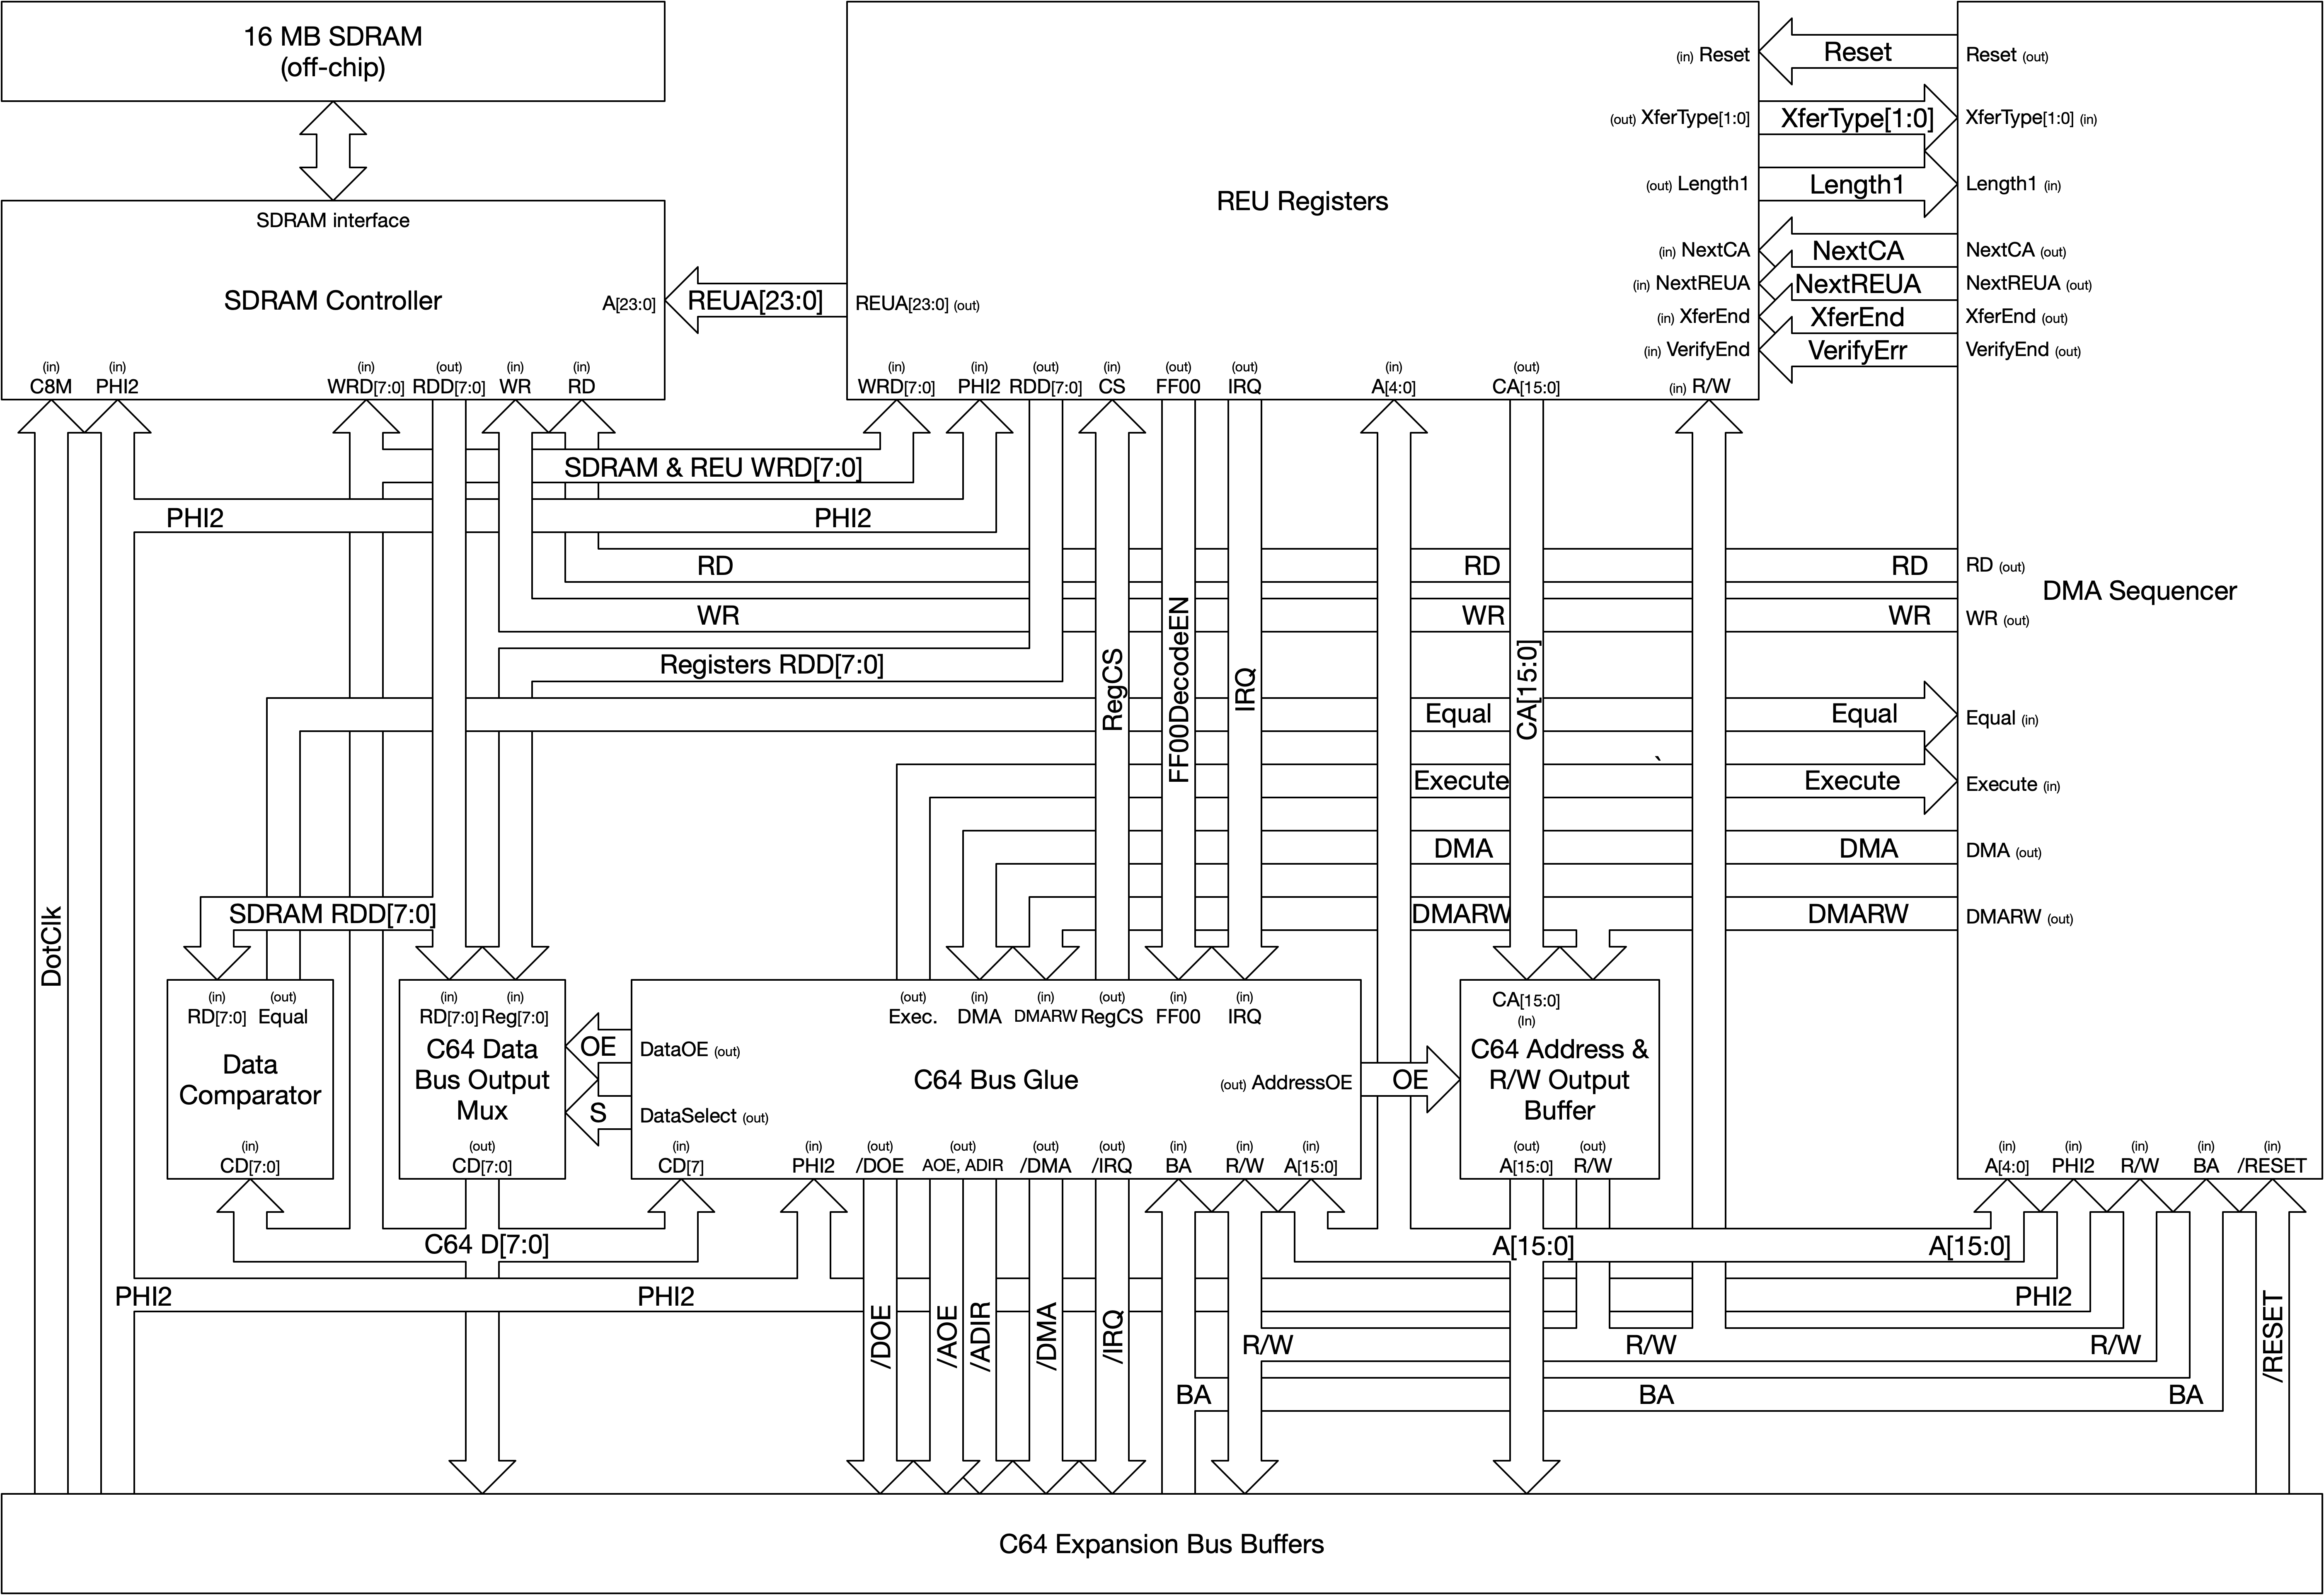 16 MB SDRAM
(off-chip)
SDRAM interface
SDRAM Controller
A[23:0]
(in) (in) (in) (out) (in) (in)
C8M PHI2 WRD[7:0] RDD[7:0] WR RD
REUA[23:0]
REU Registers
REUA[23:0] (out)
(in) Reset
(out) XferType[1:0]
(out) Length1
(in) NextCA
(in) NextREUA
(in) XferEnd
(in) VerifyEnd
(in) (in) (out) (in) (out) (out) (in) (out)
WRD[7:0] PHI2 RDD[7:0] CS FF00 IRQ A[4:0] CA[15:0] (in) R/W
Reset
XferType[1:0]
Length1
NextCA
NextREUA
XferEnd
VerifyErr
Reset (out)
XferType[1:0] (in)
Length1 (in)
NextCA (out)
NextREUA (out)
XferEnd (out)
VerifyEnd (out)
RD (out)
DMA Sequencer
WR (out)
Equal (in)
Execute (in)
DMA (out)
DMARW (out)
(in) (in) (in) (in) (in)
A[4:0] PHI2 R/W BA /RESET
SDRAM & REU WRD[7:0]
PHI2 PHI2
RD RD RD
WR WR WR
Registers RDD[7:0]
RegCS
FF00DecodeEN
IRQ
CA[15:0]
Equal Equal
`
Execute Execute
DMA DMA
DMARW DMARW
SDRAM RDD[7:0]
DotClk
(in) (out)
RD[7:0] Equal
Data
Comparator
(in)
CD[7:0]
(in) (in)
RD[7:0] Reg[7:0]
C64 Data
Bus Output
Mux
(out)
CD[7:0]
OE
S
(out) (in) (in) (out) (in) (in)
Exec. DMA DMARW RegCS FF00 IRQ
DataOE (out)
C64 Bus Glue
(out) AddressOE
DataSelect (out)
(in) (in) (out) (out) (out) (out) (in) (in) (in)
CD[7] PHI2 /DOE AOE, ADIR /DMA /IRQ BA R/W A[15:0]
OE
CA[15:0]
(In)
C64 Address &
R/W Output
Buffer
(out) (out)
A[15:0] R/W
C64 D[7:0]
A[15:0] A[15:0]
PHI2 PHI2 PHI2
/DOE
/AOE
/ADIR
/DMA
/IRQ
R/W R/W R/W
BA BA BA
/RESET
C64 Expansion Bus Buffers